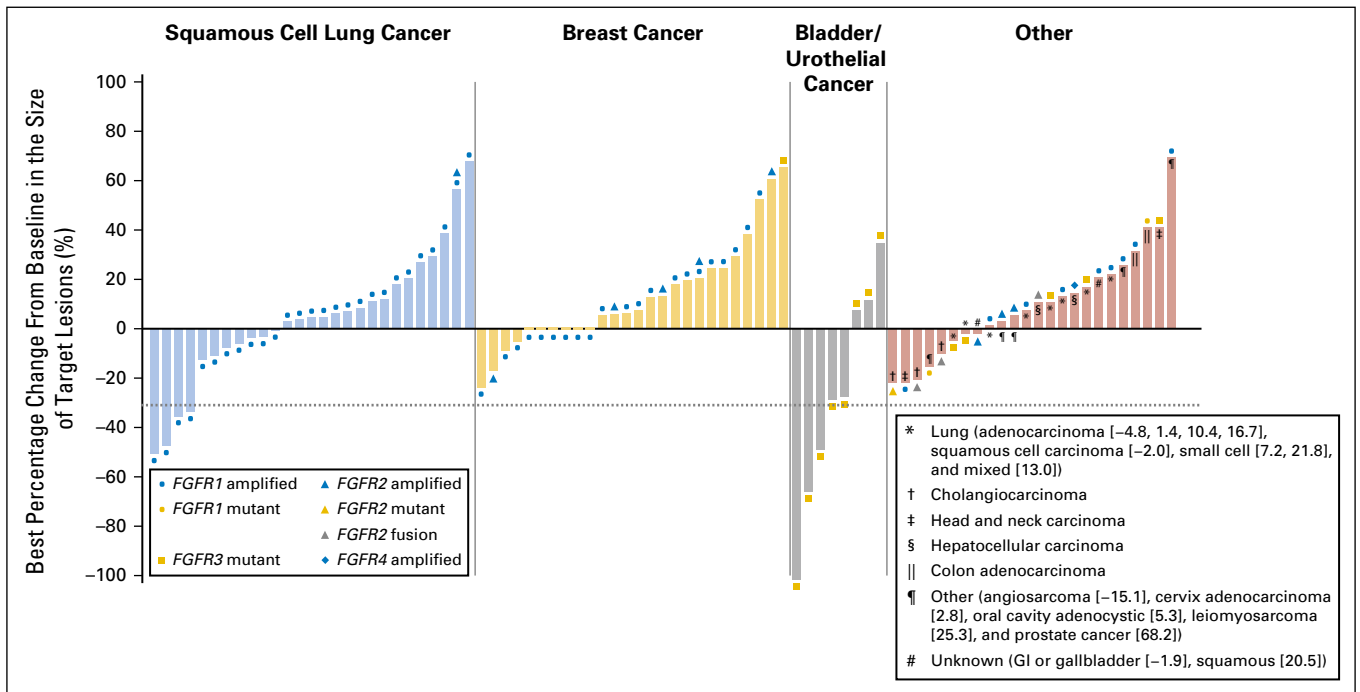 Squamous Cell Lung Cancer
Breast Cancer
Bladder/
Urothelial
Cancer
Other
Best Percentage Change From Baseline in the Size
of Target Lesions (%)
100
80
60
40
20
0
−20
−40
−60
−80
−100
FGFR1 amplified
FGFR1 mutant
FGFR3 mutant
FGFR2 amplified
FGFR2 mutant
FGFR2 fusion
FGFR4 amplified
* Lung (adenocarcinoma [−4.8, 1.4, 10.4, 16.7],
squamous cell carcinoma [−2.0], small cell [7.2, 21.8],
and mixed [13.0])
† Cholangiocarcinoma
‡ Head and neck carcinoma
§ Hepatocellular carcinoma
|| Colon adenocarcinoma
¶ Other (angiosarcoma [−15.1], cervix adenocarcinoma
[2.8], oral cavity adenocystic [5.3], leiomyosarcoma
[25.3], and prostate cancer [68.2])
# Unknown (GI or gallbladder [−1.9], squamous [20.5])